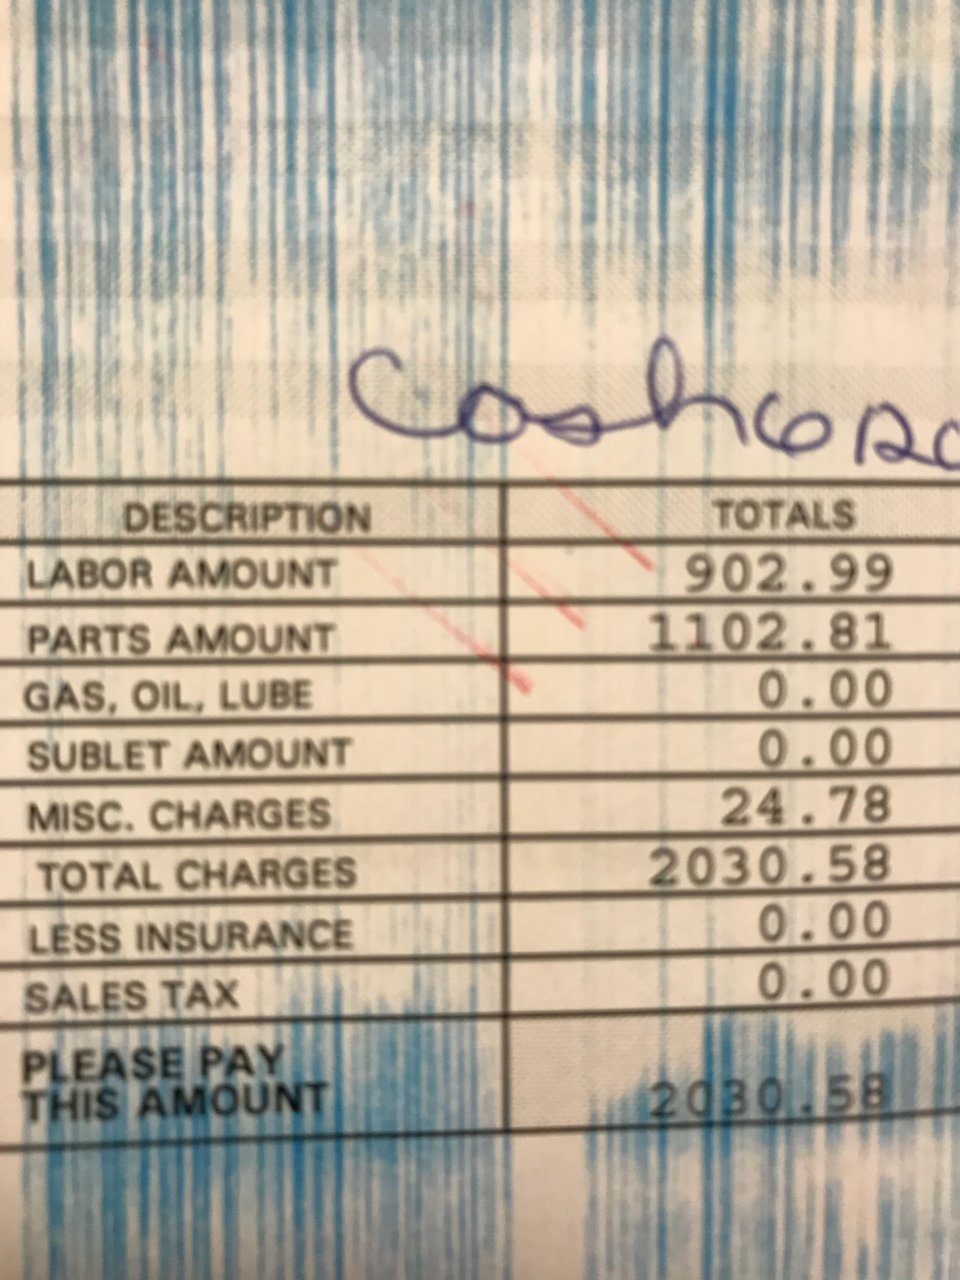 Cash
DESCRIPTION TOTALS
LABOR AMOUNT 902.99
PARTS AMOUNT 1102.81
GAS, OIL, LUBE 0.00
SUBLET AMOUNT 0.00
MISC. CHARGES 24.78
TOTAL CHARGES 2030.58
LESS INSURANCE 0.00
SALES TAX 0.00
PLEASE PAY
THIS AMOUNT 2030.58